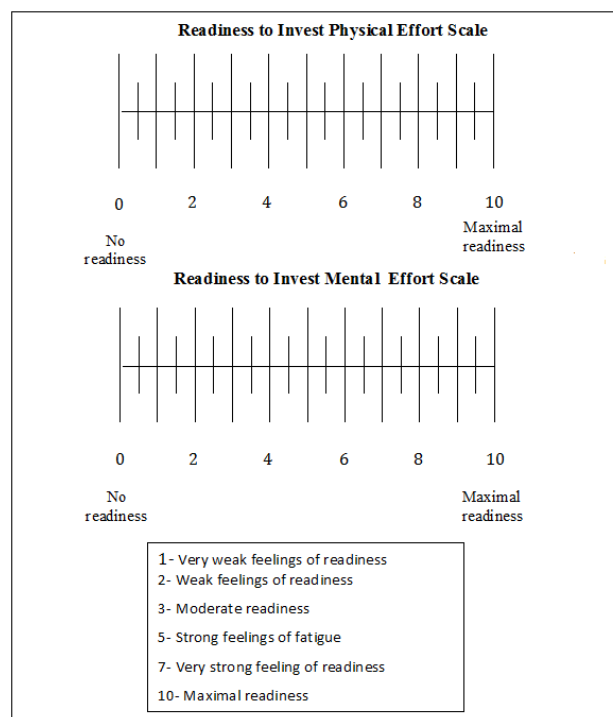 Readiness to Invest Physical Effort Scale
0 2 4 6 8 10
No readiness
Maximal readiness
Readiness to Invest Mental Effort Scale
0 2 4 6 8 10
No readiness
Maximal readiness
1- Very weak feelings of readiness
2- Weak feelings of readiness
3- Moderate readiness
5- Strong feelings of fatigue
7- Very strong feeling of readiness
10- Maximal readiness